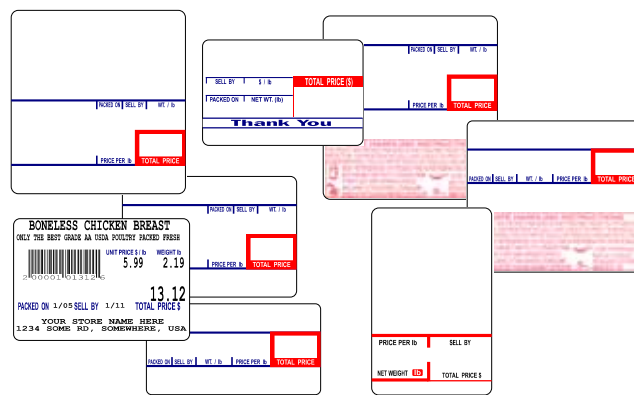 PACKED ON SELL BY WT. / lb
PRICE PER lb TOTAL PRICE
SELL BY $ / lb TOTAL PRICE ($)
PACKED ON NET WT. (lb)
Thank You
PACKED ON SELL BY WT. / lb
PRICE PER lb TOTAL PRICE
PACKED ON SELL BY WT. / lb PRICE PER lb TOTAL PRICE
PACKED ON SELL BY WT. / lb
PRICE PER lb TOTAL PRICE
BONELESS CHICKEN BREAST
ONLY THE BEST GRADE AA USDA POULTRY PACKED FRESH
UNIT PRICE $/ lb WEIGHT lb
5.99 2.19
2 00001 01312 6
13.12
PACKED ON 1/05 SELL BY 1/11 TOTAL PRICE $
YOUR STORE NAME HERE
1234 SOME RD, SOMEWHERE, USA
PACKED ON SELL BY WT. / lb PRICE PER lb TOTAL PRICE
PRICE PER lb SELL BY
NET WEIGHT lb TOTAL PRICE $